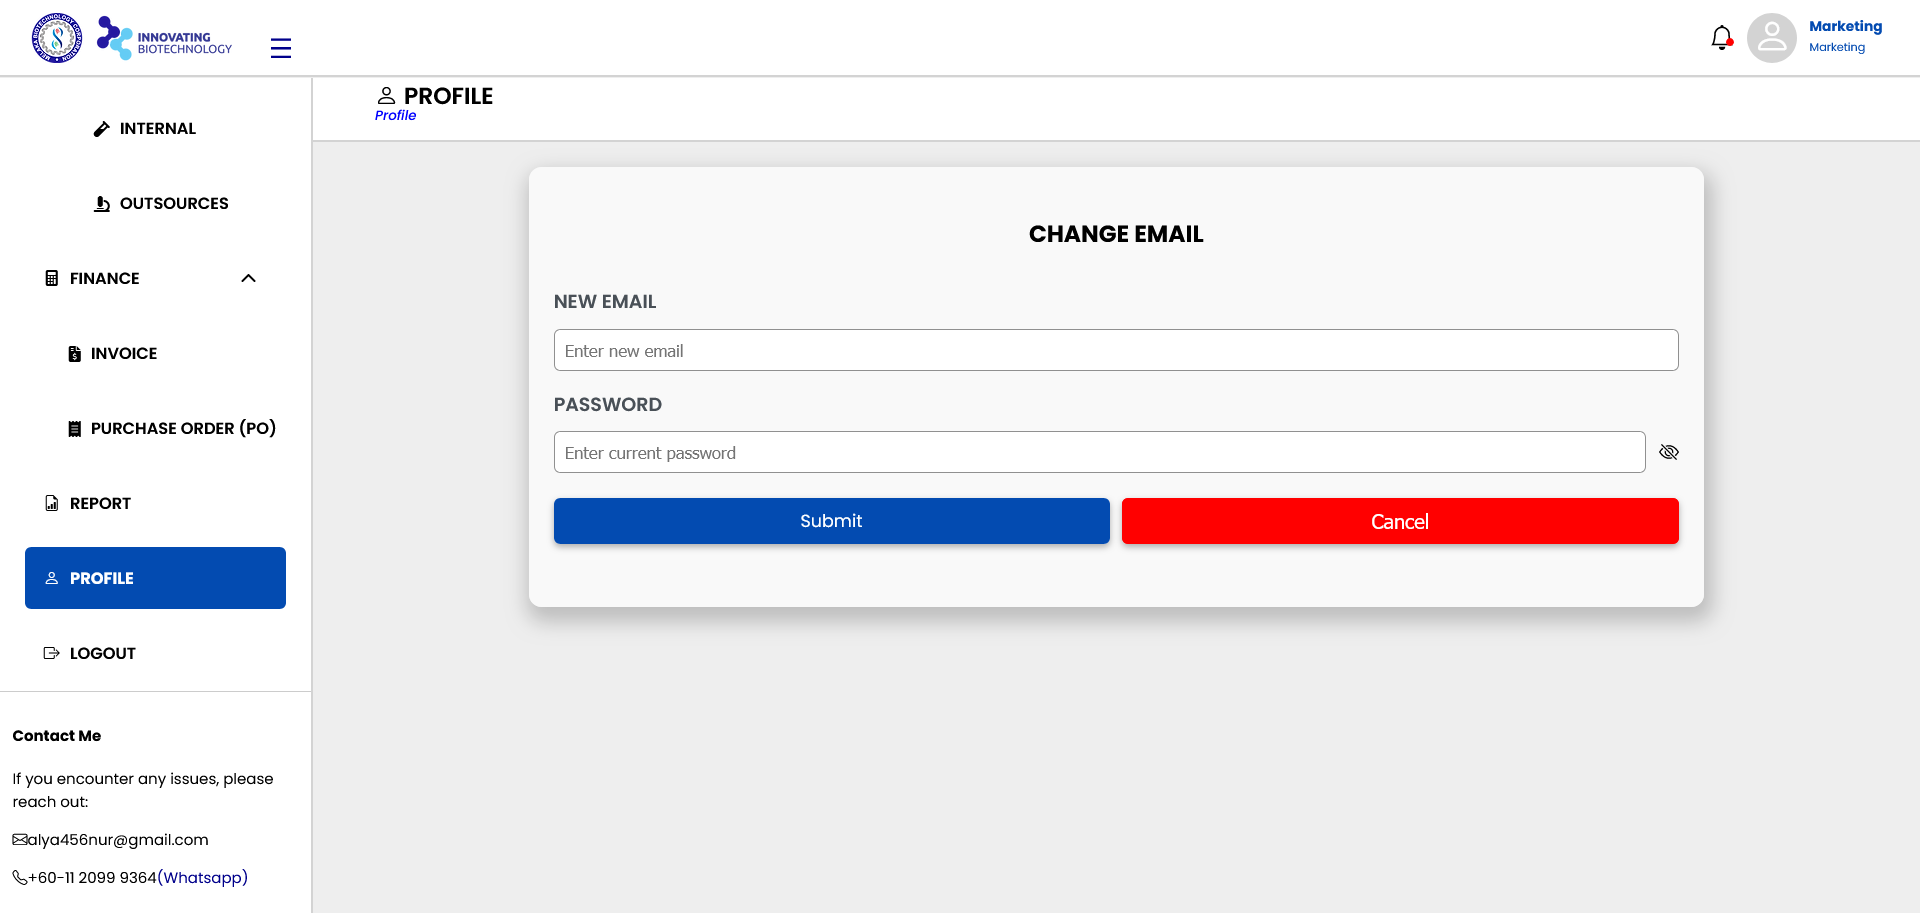 INNOVATING
BIOTECHNOLOGY
Marketing
Marketing
PROFILE
Profile
INTERNAL
OUTSOURCES
FINANCE
INVOICE
PURCHASE ORDER (PO)
REPORT
PROFILE
LOGOUT
Contact Me
If you encounter any issues, please
reach out:
alya456nur@gmail.com
+60-11 2099 9364(Whatsapp)
CHANGE EMAIL
NEW EMAIL
Enter new email
PASSWORD
Enter current password
Submit
Cancel